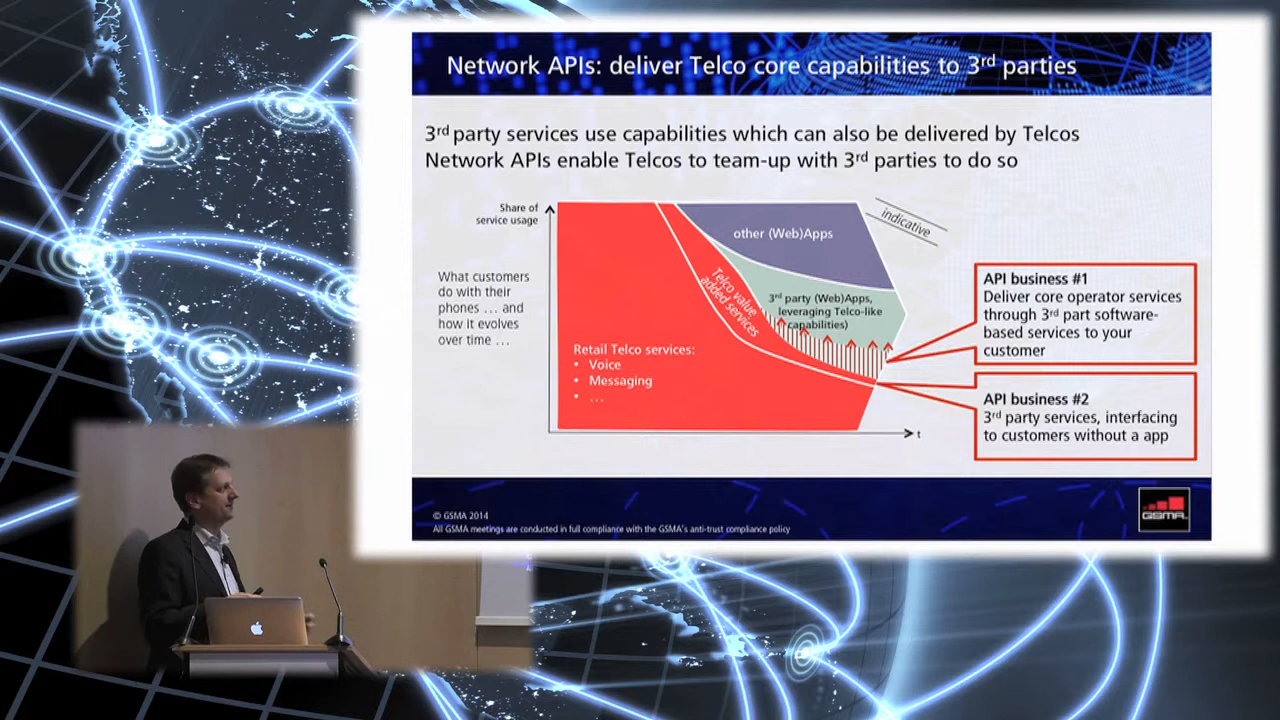 Network APIs: deliver Telco core capabilities to 3rd parties
3rd party services use capabilities which can also be delivered by Telcos
Network APIs enable Telcos to team-up with 3rd parties to do so
Share of
service usage
What customers
do with their
phones ... and
how it evolves
over time ...
other (Web)Apps
indicative
Telco value
added services
3rd party (Web)Apps,
leveraging Telco-like
capabilities)
Retail Telco services:
• Voice
• Messaging
• ...
t
API business #1
Deliver core operator services
through 3rd part software-
based services to your
customer
API business #2
3rd party services, interfacing
to customers without a app
© GSMA 2014
All GSMA meetings are conducted in full compliance with the GSMA's anti-trust compliance policy
GSMA